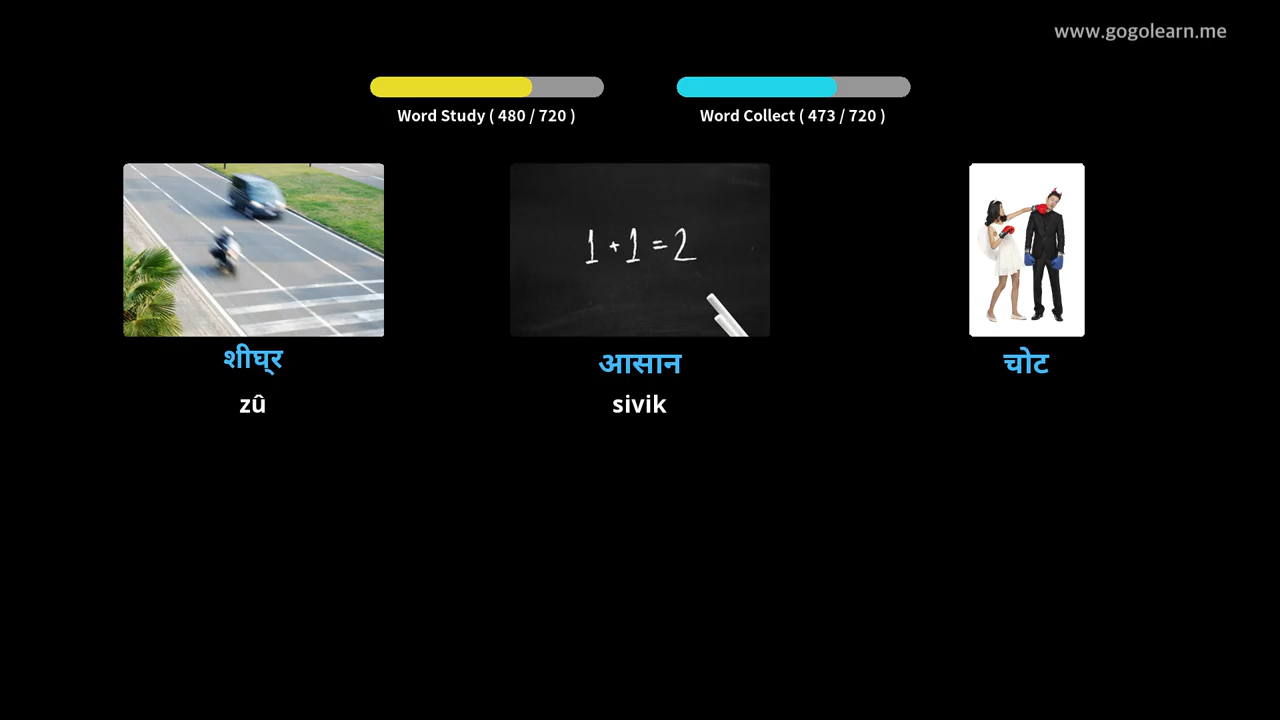 www.gogolearn.me
Word Study ( 480 / 720 )
Word Collect ( 473 / 720 )
1 + 1 = 2
शीघ्र
आसान
चोट
zû
sivik